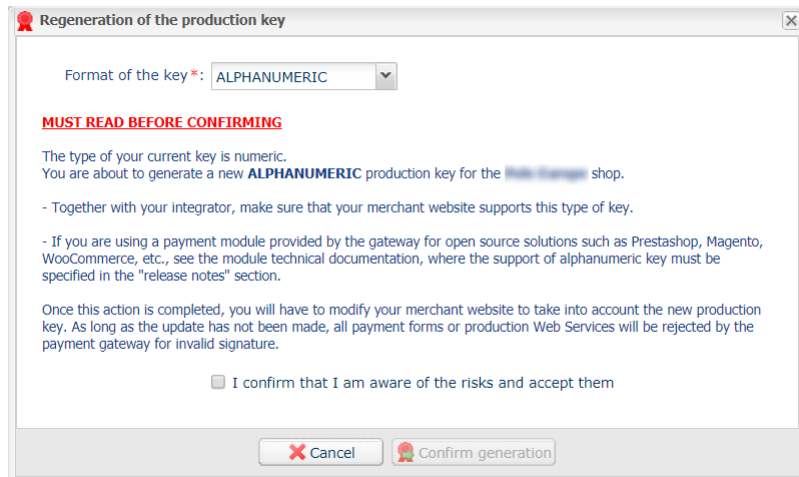 Regeneration of the production key
Format of the key*: ALPHANUMERIC
MUST READ BEFORE CONFIRMING
The type of your current key is numeric.
You are about to generate a new ALPHANUMERIC production key for the shop.
- Together with your integrator, make sure that your merchant website supports this type of key.
- If you are using a payment module provided by the gateway for open source solutions such as Prestashop, Magento,
WooCommerce, etc., see the module technical documentation, where the support of alphanumeric key must be
specified in the "release notes" section.
Once this action is completed, you will have to modify your merchant website to take into account the new production
key. As long as the update has not been made, all payment forms or production Web Services will be rejected by the
payment gateway for invalid signature.
I confirm that I am aware of the risks and accept them
Cancel Confirm generation